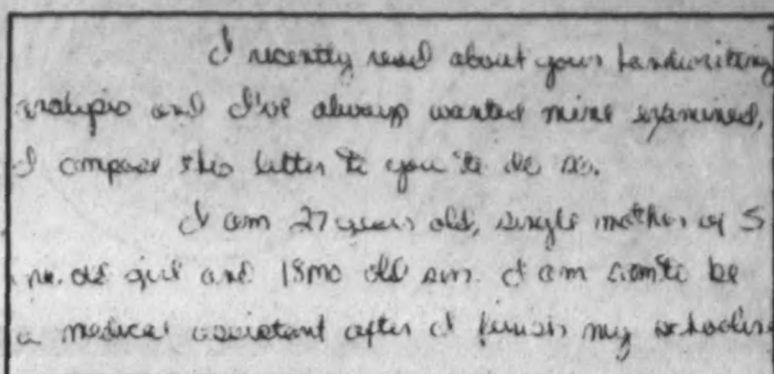 I recently read about your handwriting
analysis and I've always wanted mine examined,
I compose this letter to you to do so.
I am 27 years old, single mother of 5
old girl and 18mo old son. I am to be
a medical assistant after I finish my schooling